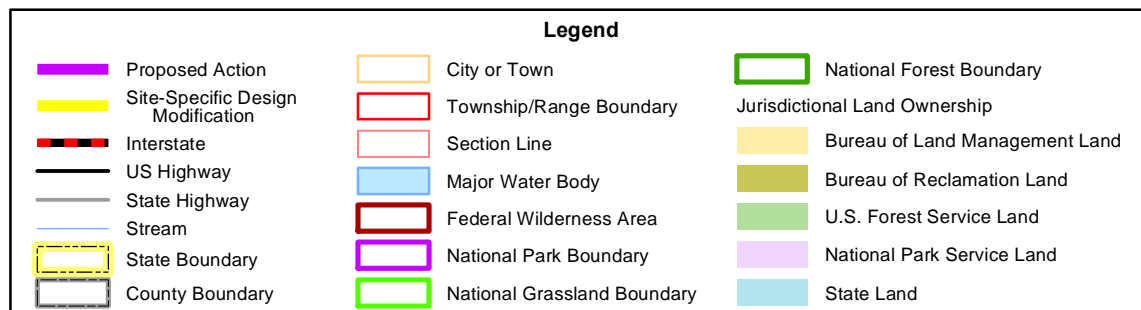 Legend
Proposed Action
Site-Specific Design
Modification
Interstate
US Highway
State Highway
Stream
State Boundary
County Boundary
City or Town
Township/Range Boundary
Section Line
Major Water Body
Federal Wilderness Area
National Park Boundary
National Grassland Boundary
National Forest Boundary
Jurisdictional Land Ownership
Bureau of Land Management Land
Bureau of Reclamation Land
U.S. Forest Service Land
National Park Service Land
State Land